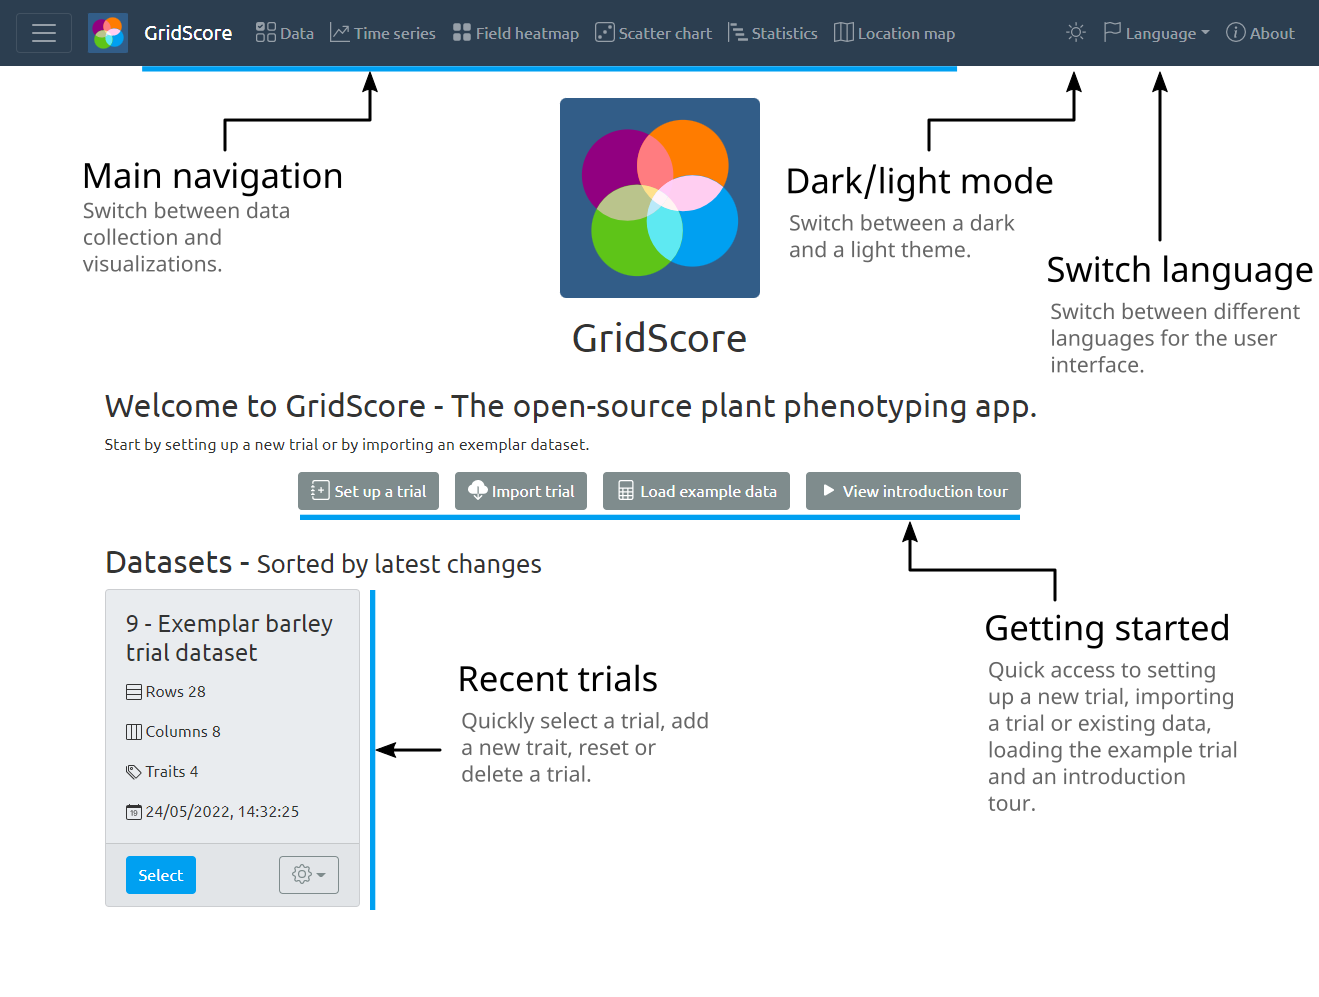 GridScore Data Time series Field heatmap Scatter chart Statistics Location map Language About
Main navigation
Switch between data
collection and
visualizations.
Dark/light mode
Switch between a dark
and a light theme.
Switch language
Switch between different
languages for the user
interface.
GridScore
Welcome to GridScore - The open-source plant phenotyping app.
Start by setting up a new trial or by importing an exemplar dataset.
Set up a trial Import trial Load example data View introduction tour
Datasets - Sorted by latest changes
9 - Exemplar barley
trial dataset
Rows 28
Columns 8
Traits 4
19 24/05/2022, 14:32:25
Select
Recent trials
Quickly select a trial, add
a new trait, reset or
delete a trial.
Getting started
Quick access to setting
up a new trial, importing
a trial or existing data,
loading the example trial
and an introduction
tour.